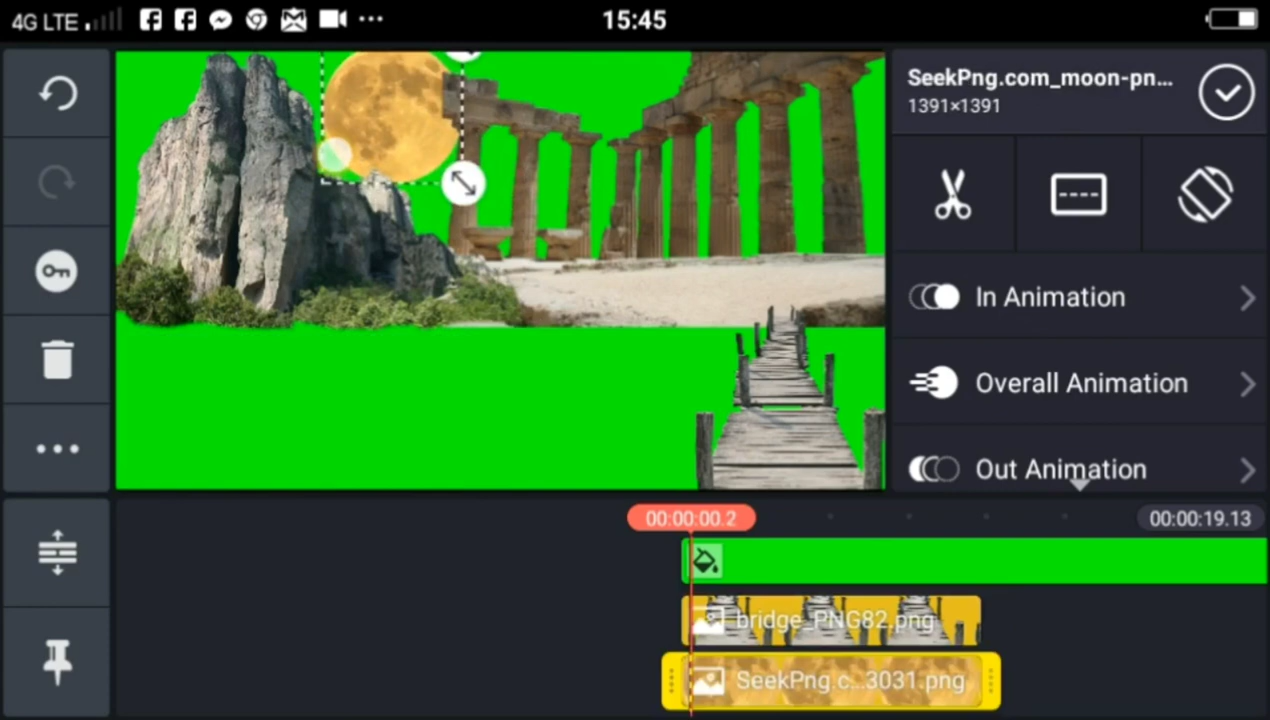 4G LTE
15:45
SeekPng.com_moon-pn...
1391×1391
In Animation
Overall Animation
Out Animation
00:00:00.2
00:00:19.13
bridge_PNG82.png
SeekPng.c...3031.png